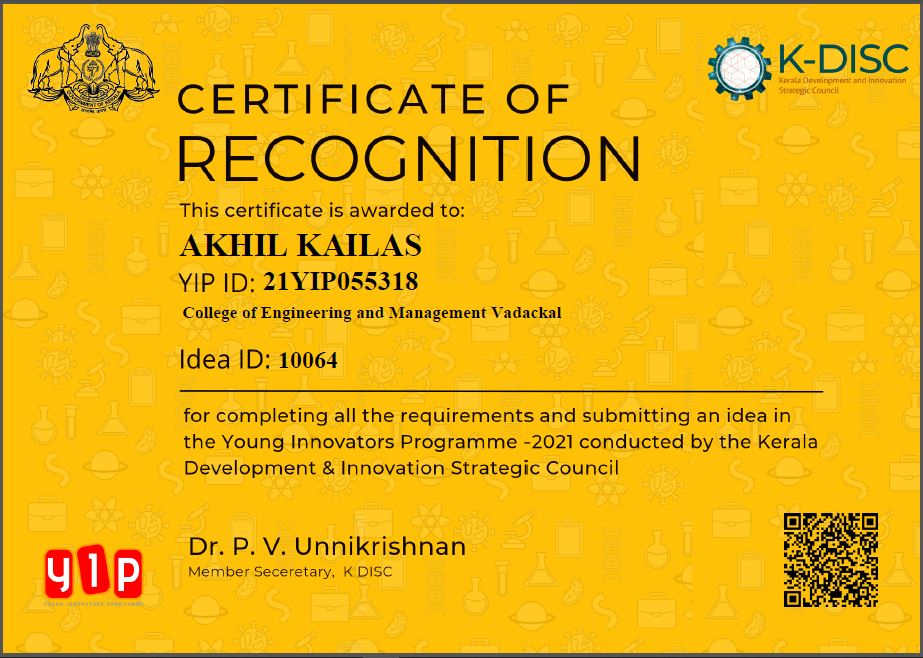 K-DISC
Kerala Development and Innovation
Strategic Council
CERTIFICATE OF
RECOGNITION
This certificate is awarded to:
AKHIL KAILAS
YIP ID: 21YIP055318
College of Engineering and Management Vadackal
Idea ID: 10064
for completing all the requirements and submitting an idea in
the Young Innovators Programme -2021 conducted by the Kerala
Development & Innovation Strategic Council
Dr. P. V. Unnikrishnan
Member Seceretary, K DISC
yip
YOUNG INNOVATORS PROGRAMME